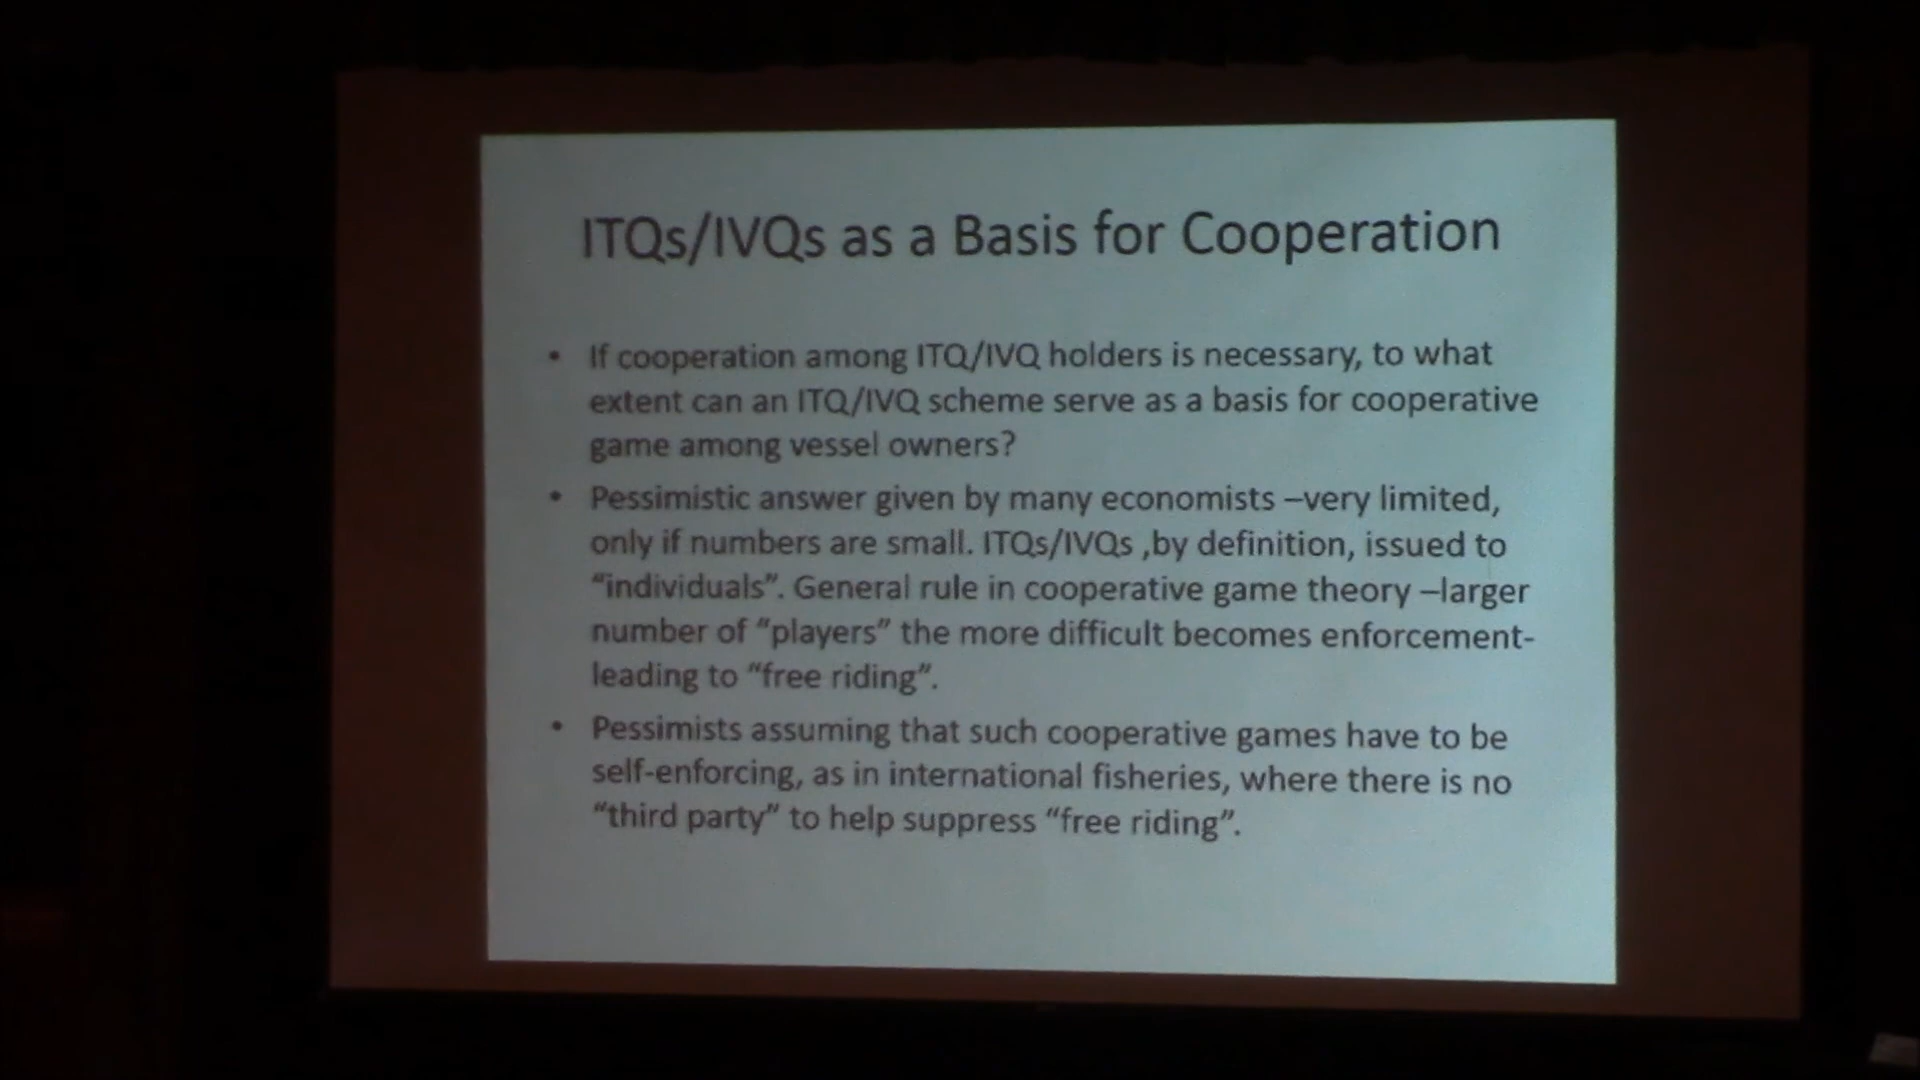 ITQs/IVQs as a Basis for Cooperation
• If cooperation among ITQ/IVQ holders is necessary, to what
extent can an ITQ/IVQ scheme serve as a basis for cooperative
game among vessel owners?
• Pessimistic answer given by many economists –very limited,
only if numbers are small. ITQs/IVQs ,by definition, issued to
“individuals”. General rule in cooperative game theory –larger
number of “players” the more difficult becomes enforcement-
leading to “free riding”.
• Pessimists assuming that such cooperative games have to be
self-enforcing, as in international fisheries, where there is no
“third party” to help suppress “free riding”.